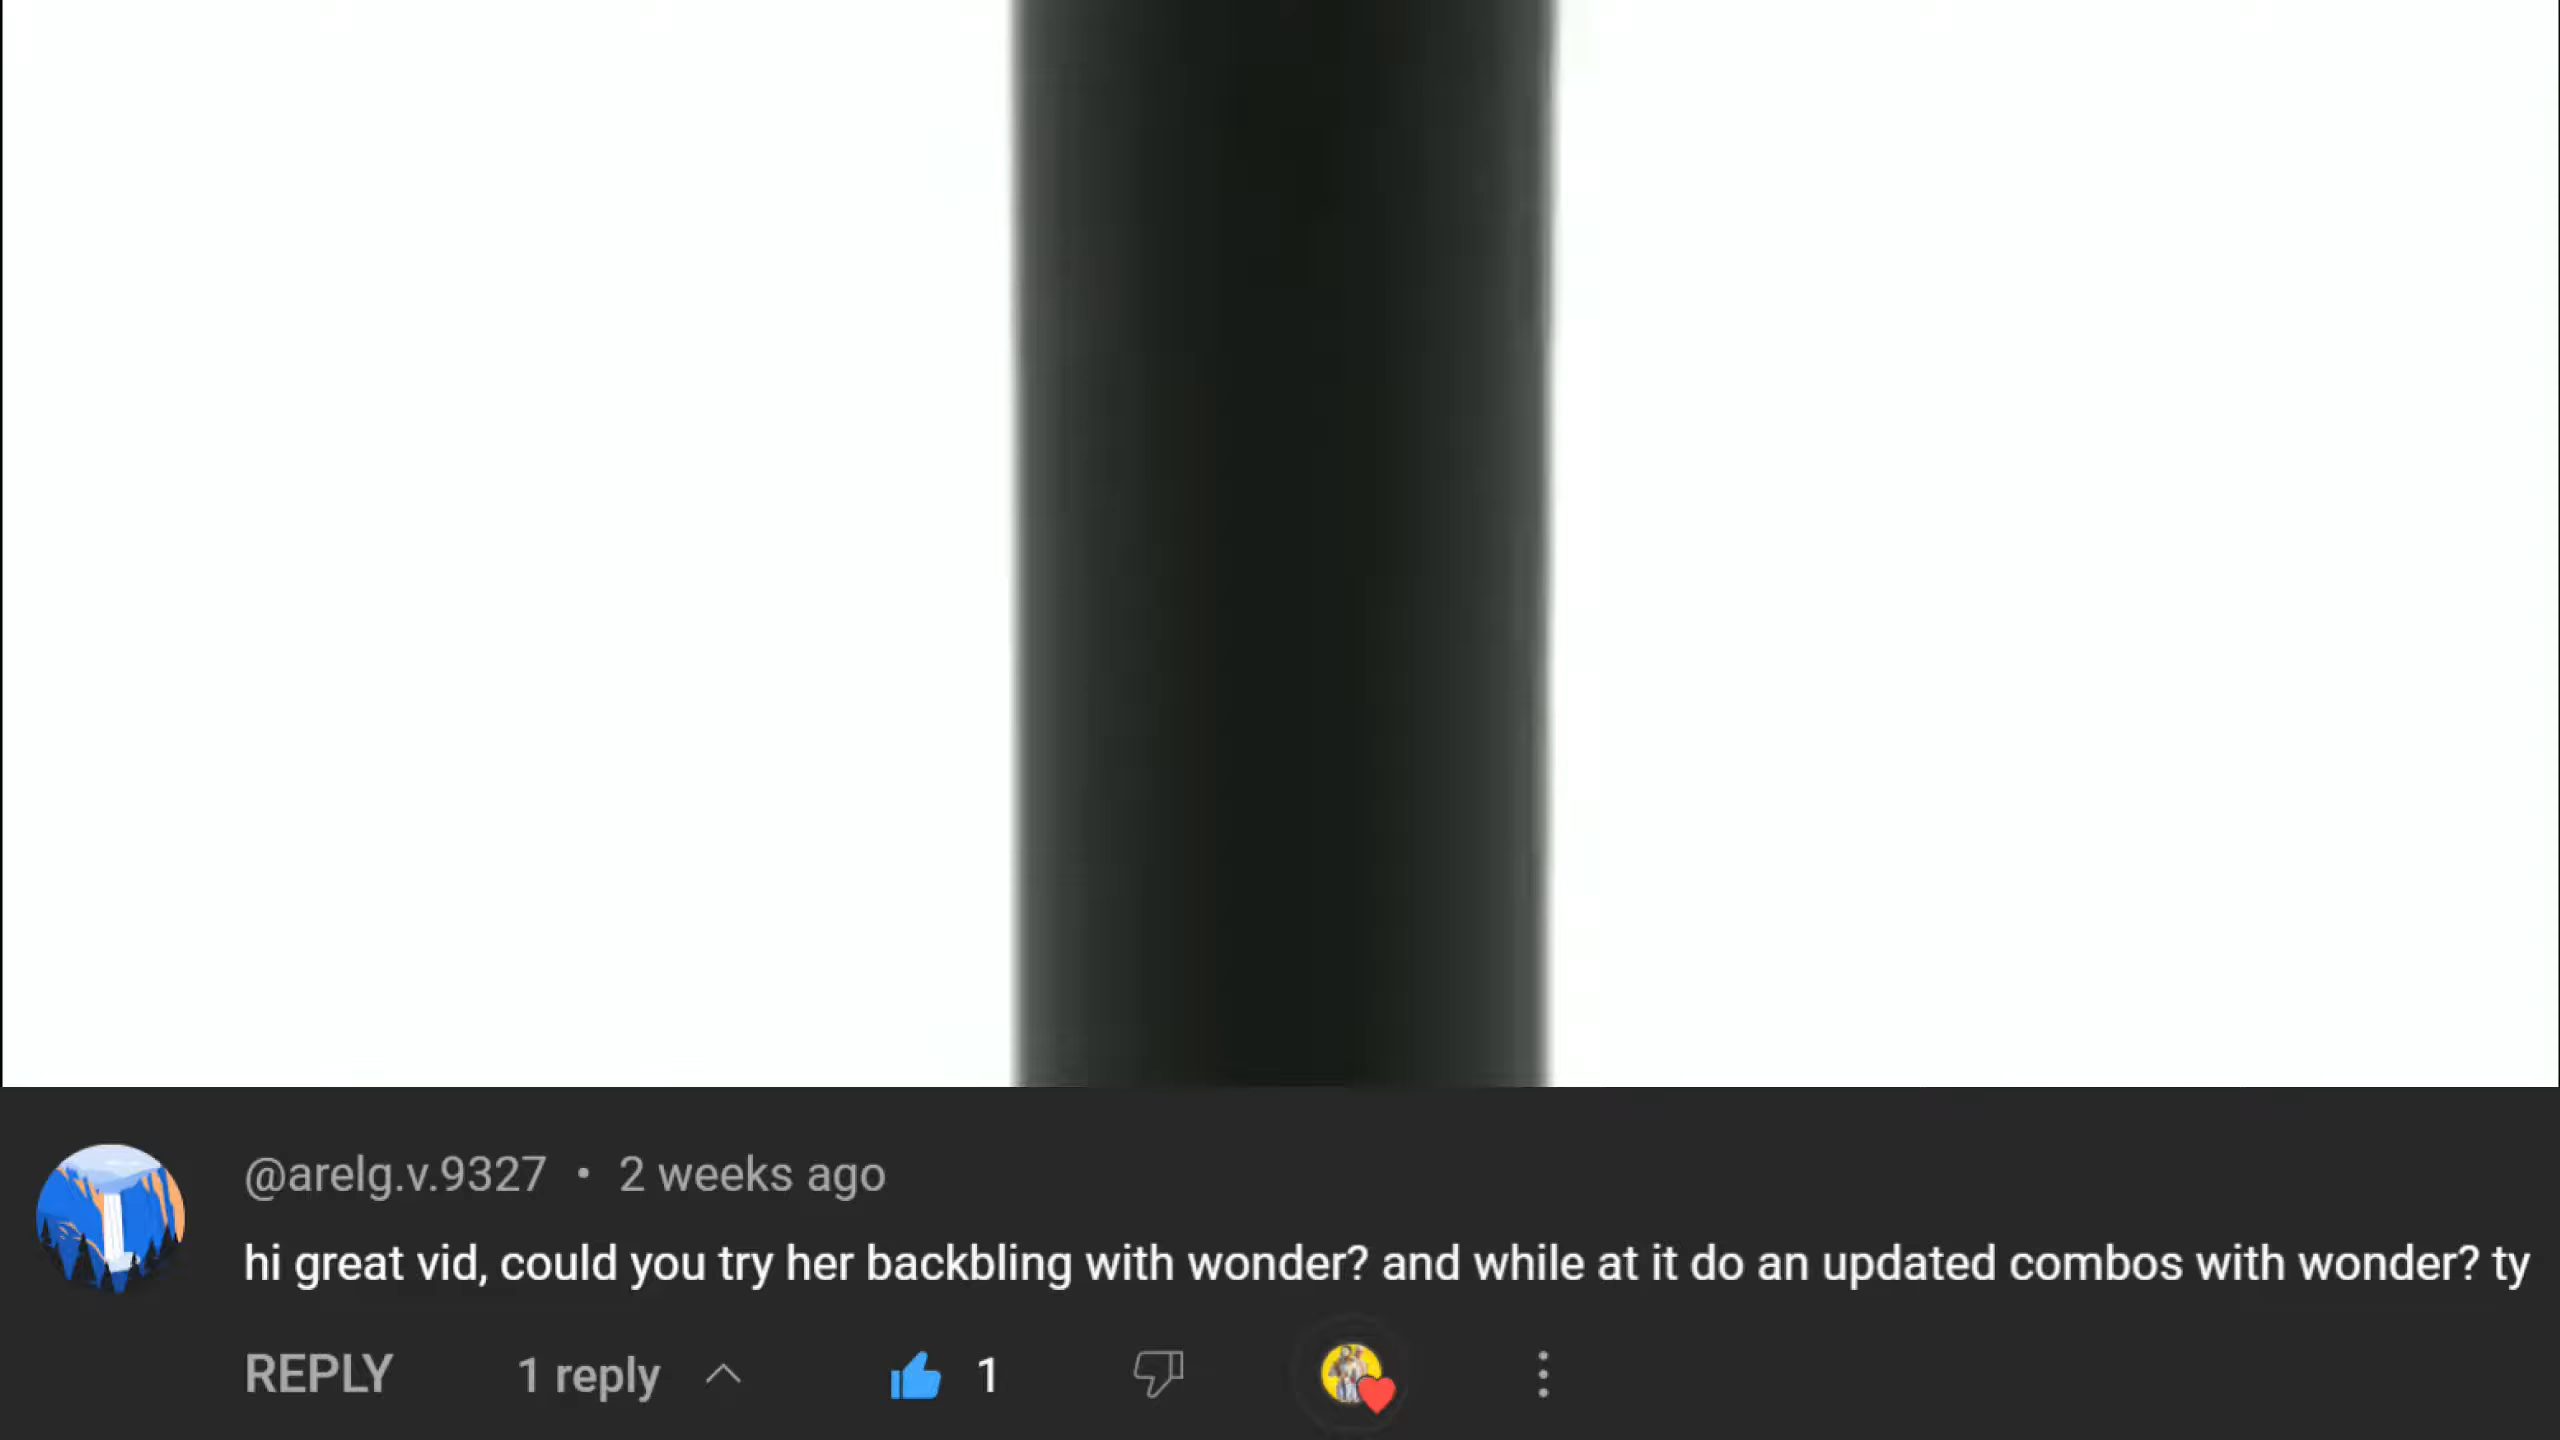 @arelg.v.9327 • 2 weeks ago
hi great vid, could you try her backbling with wonder? and while at it do an updated combos with wonder? ty
REPLY 1 reply 1